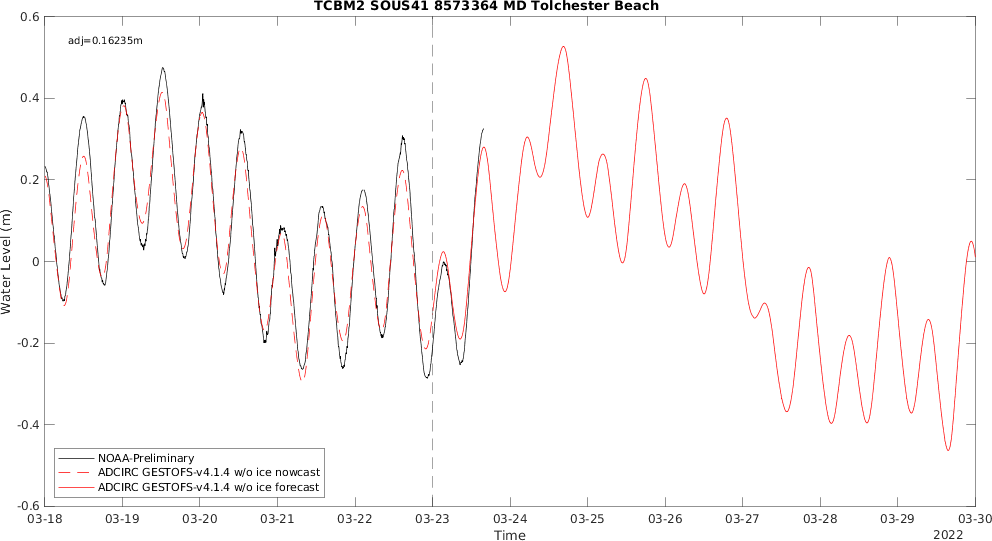 TCBM2 SOUS41 8573364 MD Tolchester Beach
adj=0.16235m
0.6
0.4
0.2
0
-0.2
-0.4
-0.6
Water Level (m)
NOAA-Preliminary
ADCIRC GESTOFS-v4.1.4 w/o ice nowcast
ADCIRC GESTOFS-v4.1.4 w/o ice forecast
03-18 03-19 03-20 03-21 03-22 03-23 03-24 03-25 03-26 03-27 03-28 03-29 03-30
Time
2022